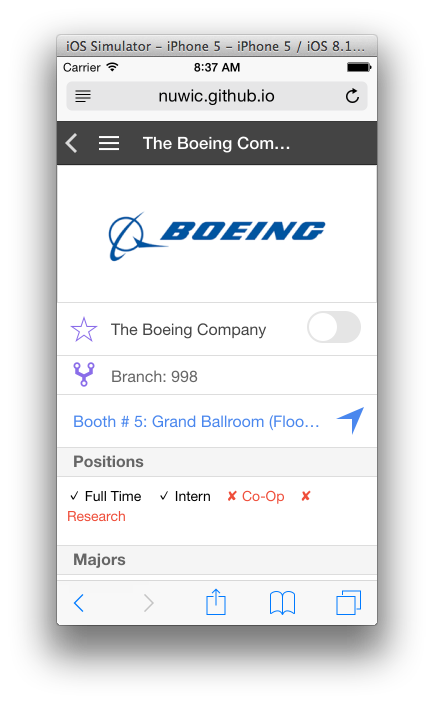 iOS Simulator – iPhone 5 – iPhone 5 / iOS 8.1...
Carrier 8:37 AM
nuwic.github.io
The Boeing Com...
BOEING
The Boeing Company
Branch: 998
Booth # 5: Grand Ballroom (Floo...
Positions
✓ Full Time ✓ Intern ✘ Co-Op ✘
Research
Majors